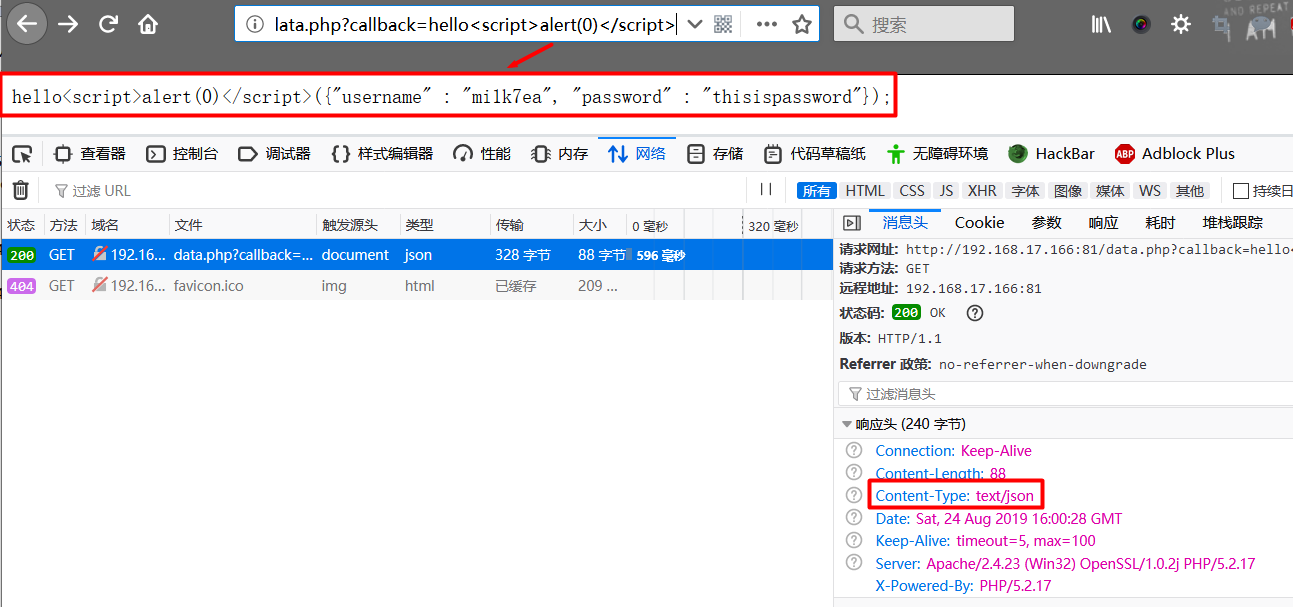 lata.php?callback=hello<script>alert(0)</script>
搜索
AND REPEAT
hello<script>alert(0)</script>({"username" : "mi1k7ea", "password" : "thisispassword"});
查看器 控制台 调试器 样式编辑器 性能 内存 网络 存储 代码草稿纸 无障碍环境 HackBar ABP Adblock Plus
过滤 URL
所有 HTML CSS JS XHR 字体 图像 媒体 WS 其他 持续日
状态 方法 域名 文件 触发源头 类型 传输 大小 0 毫秒 320 毫秒
200 GET 192.16... data.php?callback=... document json 328 字节 88 字节 596 毫秒
404 GET 192.16... favicon.ico img html 已缓存 209 ...
消息头 Cookie 参数 响应 耗时 堆栈跟踪
请求网址: http://192.168.17.166:81/data.php?callback=hello<
请求方法: GET
远程地址: 192.168.17.166:81
状态码: 200 OK
版本: HTTP/1.1
Referrer 政策: no-referrer-when-downgrade
过滤消息头
响应头 (240 字节)
Connection: Keep-Alive
Content-Length: 88
Content-Type: text/json
Date: Sat, 24 Aug 2019 16:00:28 GMT
Keep-Alive: timeout=5, max=100
Server: Apache/2.4.23 (Win32) OpenSSL/1.0.2j PHP/5.2.17
X-Powered-By: PHP/5.2.17